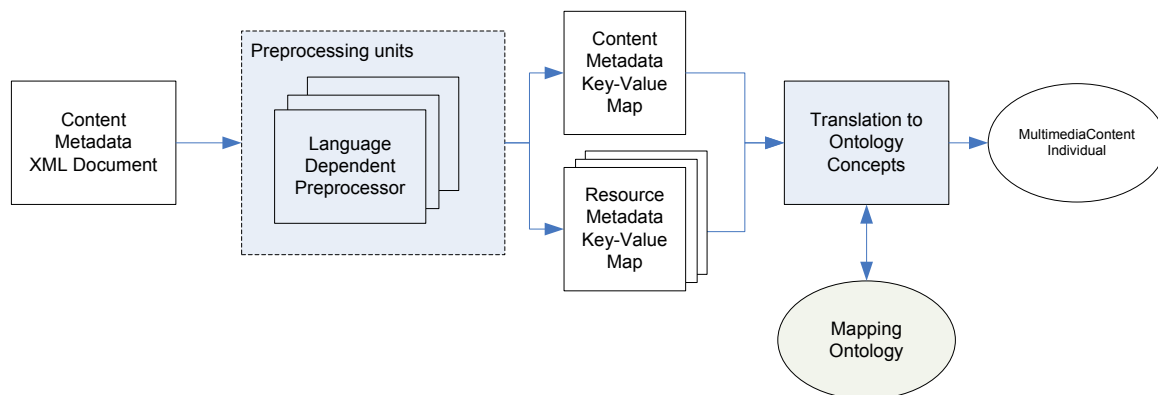 Content
Metadata
XML Document
Preprocessing units
Language
Dependent
Preprocessor
Content
Metadata
Key-Value
Map
Resource
Metadata
Key-Value
Map
Translation to
Ontology
Concepts
MultimediaContent
Individual
Mapping
Ontology